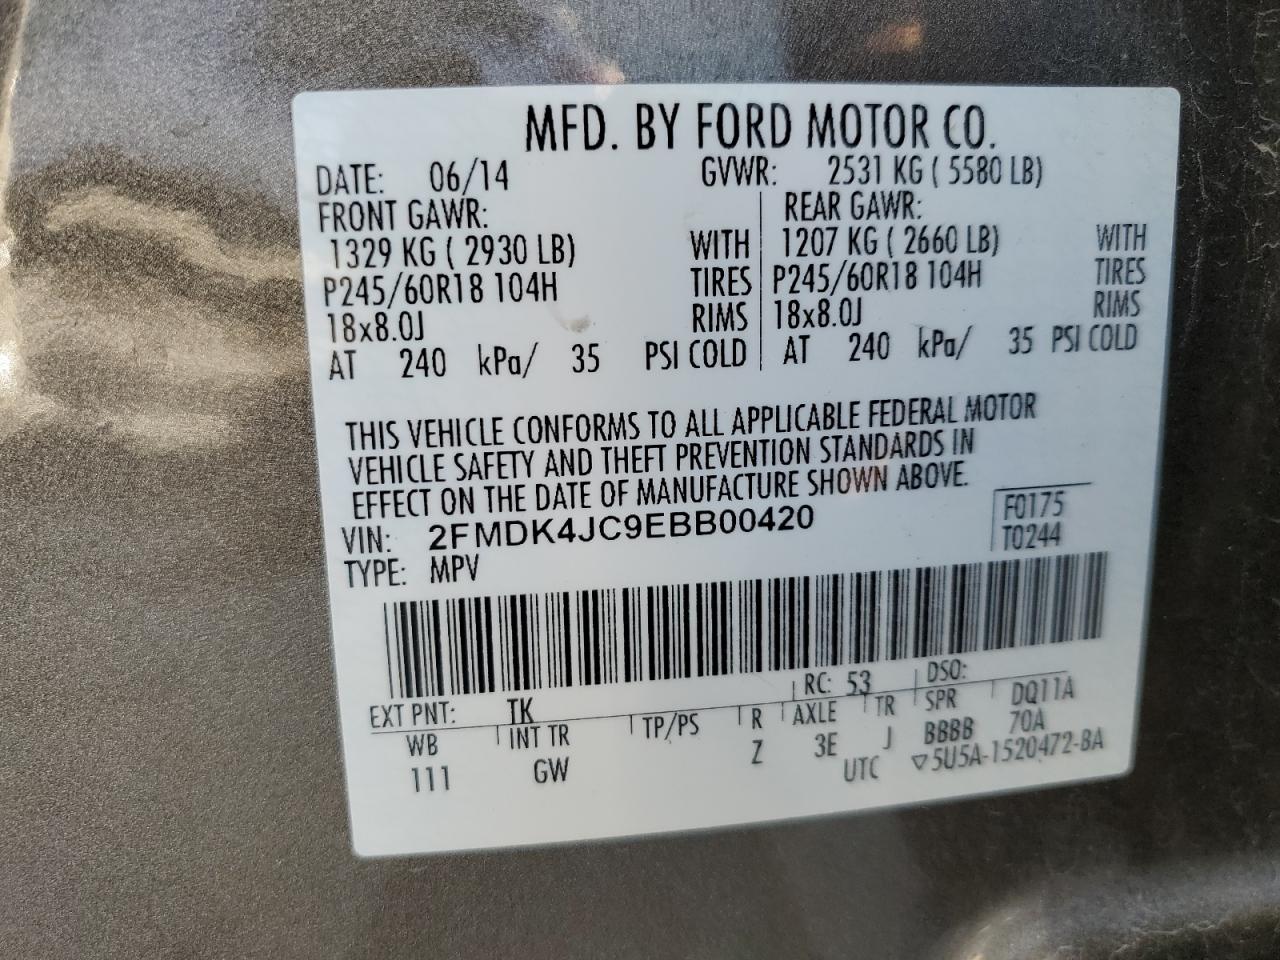 MFD. BY FORD MOTOR CO.
DATE: 06/14 GVWR: 2531 KG ( 5580 LB)
FRONT GAWR: REAR GAWR:
1329 KG ( 2930 LB) WITH 1207 KG ( 2660 LB) WITH
P245/60R18 104H TIRES P245/60R18 104H TIRES
18x8.0J RIMS 18x8.0J RIMS
AT 240 kPa/ 35 PSI COLD AT 240 kPa/ 35 PSI COLD
THIS VEHICLE CONFORMS TO ALL APPLICABLE FEDERAL MOTOR
VEHICLE SAFETY AND THEFT PREVENTION STANDARDS IN
EFFECT ON THE DATE OF MANUFACTURE SHOWN ABOVE.
VIN: 2FMDK4JC9EBB00420 F0175
TYPE: MPV T0244
EXT PNT: TK RC: 53 DSO:
WB INT TR TP/PS R AXLE TR SPR DQ11A
111 GW Z 3E J BBBB 70A
UTC ▽5U5A-1520472-BA